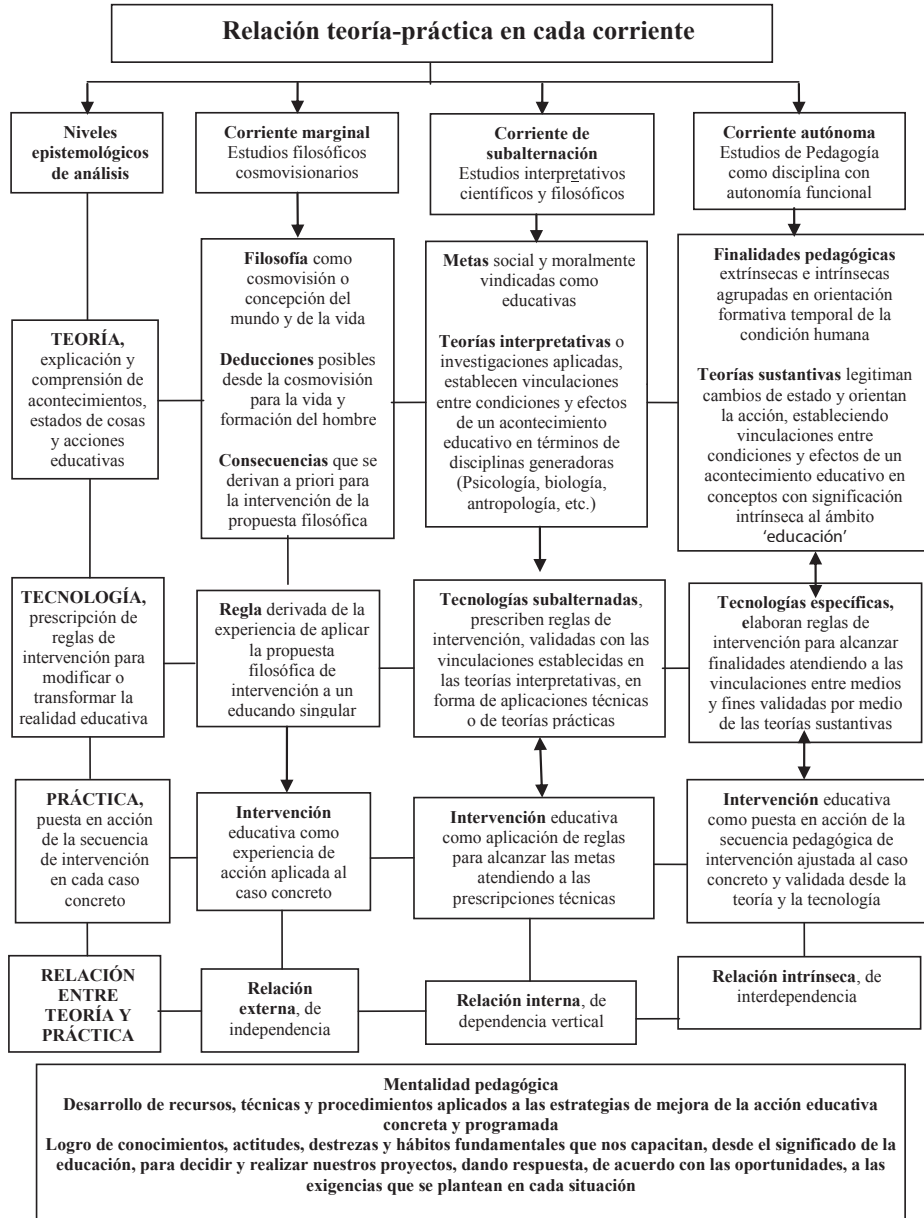 Relación teoría-práctica en cada corriente
Niveles
epistemológicos
de análisis
Corriente marginal
Estudios filosóficos
cosmovisionarios
Corriente de
subalternación
Estudios interpretativos
científicos y filosóficos
Corriente autónoma
Estudios de Pedagogía
como disciplina con
autonomía funcional
TEORÍA,
explicación y
comprensión de
acontecimientos,
estados de cosas
y acciones
educativas
Filosofía como
cosmovisión o
concepción del
mundo y de la vida
Deducciones posibles
desde la cosmovisión
para la vida y
formación del hombre
Consecuencias que se
derivan a priori para
la intervención de la
propuesta filosófica
Metas social y moralmente
vindicadas como
educativas
Teorías interpretativas o
investigaciones aplicadas,
establecen vinculaciones
entre condiciones y efectos
de un acontecimiento
educativo en términos de
disciplinas generadoras
(Psicología, biología,
antropología, etc.)
Finalidades pedagógicas
extrínsecas e intrínsecas
agrupadas en orientación
formativa temporal de la
condición humana
Teorías sustantivas legitiman
cambios de estado y orientan
la acción, estableciendo
vinculaciones entre
condiciones y efectos de un
acontecimiento educativo en
conceptos con significación
intrínseca al ámbito
‘educación’
TECNOLOGÍA,
prescripción de
reglas de
intervención para
modificar o
transformar la
realidad educativa
Regla derivada de la
experiencia de aplicar
la propuesta
filosófica de
intervención a un
educando singular
Tecnologías subalternadas,
prescriben reglas de
intervención, validadas con las
vinculaciones establecidas en
las teorías interpretativas, en
forma de aplicaciones técnicas
o de teorías prácticas
Tecnologías específicas,
elaboran reglas de
intervención para alcanzar
finalidades atendiendo a las
vinculaciones entre medios
y fines validadas por medio
de las teorías sustantivas
PRÁCTICA,
puesta en acción
de la secuencia
de intervención
en cada caso
concreto
Intervención
educativa como
experiencia de
acción aplicada al
caso concreto
Intervención educativa
como aplicación de reglas
para alcanzar las metas
atendiendo a las
prescripciones técnicas
Intervención educativa
como puesta en acción de la
secuencia pedagógica de
intervención ajustada al caso
concreto y validada desde la
teoría y la tecnología
RELACIÓN
ENTRE
TEORÍA Y
PRÁCTICA
Relación
externa, de
independencia
Relación interna, de
dependencia vertical
Relación intrínseca, de
interdependencia
Mentalidad pedagógica
Desarrollo de recursos, técnicas y procedimientos aplicados a las estrategias de mejora de la acción educativa
concreta y programada
Logro de conocimientos, actitudes, destrezas y hábitos fundamentales que nos capacitan, desde el significado de la
educación, para decidir y realizar nuestros proyectos, dando respuesta, de acuerdo con las oportunidades, a las
exigencias que se plantean en cada situación